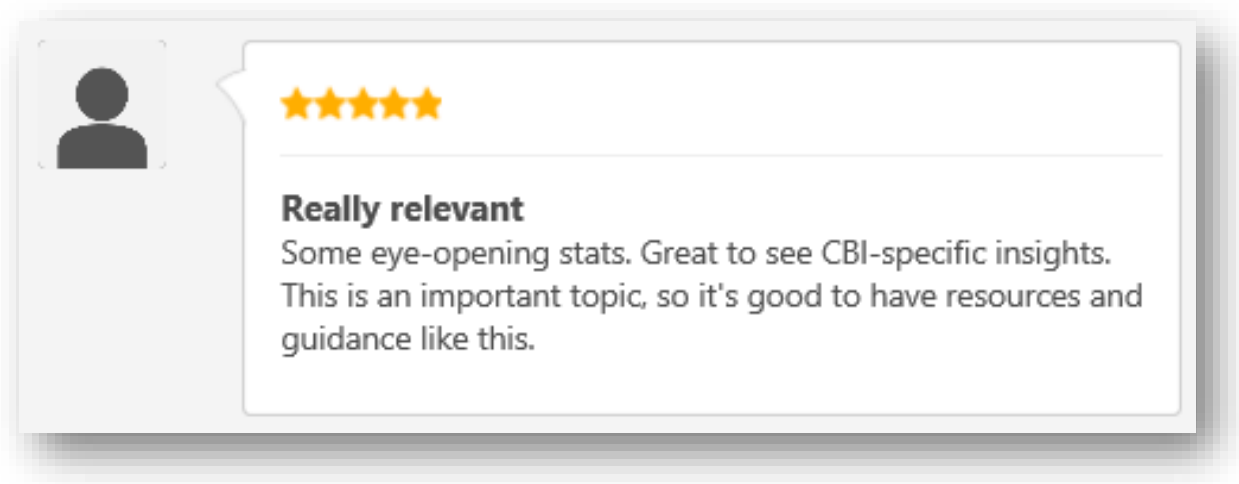 Really relevant
Some eye-opening stats. Great to see CBI-specific insights.
This is an important topic, so it's good to have resources and
guidance like this.